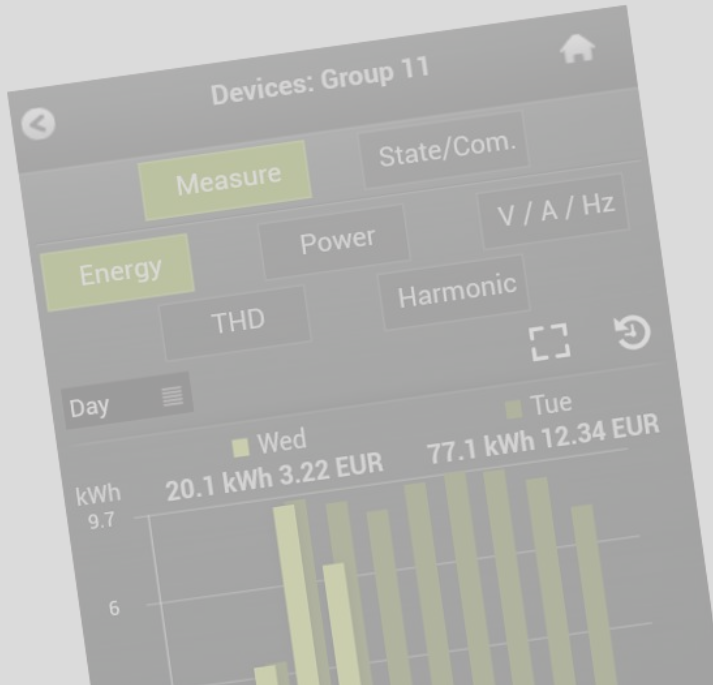 Devices: Group 11
Measure
State/Com.
Energy
Power
V / A / Hz
THD
Harmonic
Day
Wed
20.1 kWh 3.22 EUR
Tue
77.1 kWh 12.34 EUR
kWh
9.7
6